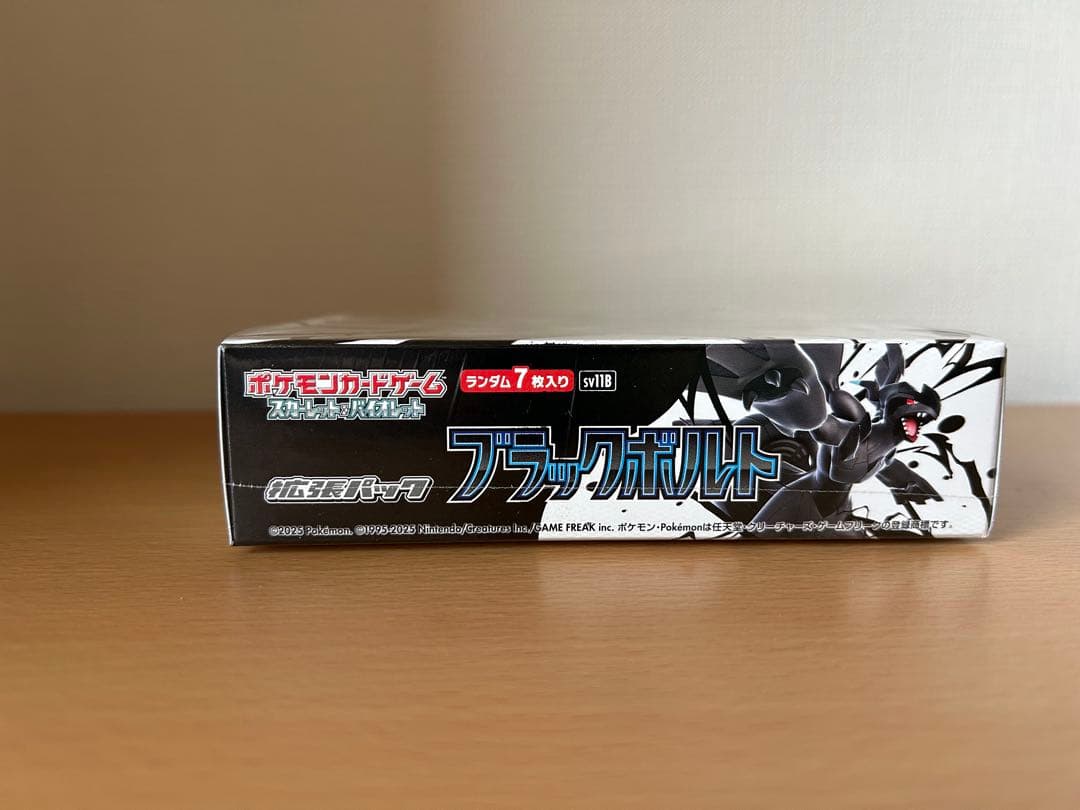 ポケモンカードゲーム
スカーレット&バイオレット
ランダム7枚入り
sv11B
拡張パック
ブラックボルト
©2025 Pokémon. ©1995-2025 Nintendo/Creatures Inc./GAME FREAK inc. ポケモン・Pokémonは任天堂・クリーチャーズ・ゲームフリークの登録商標です。